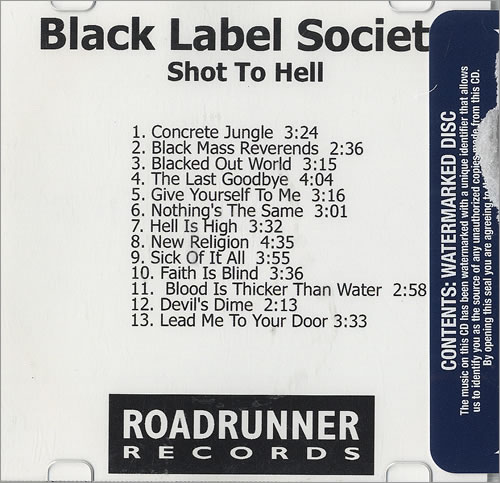 Black Label Societ
Shot To Hell
1. Concrete Jungle 3:24
2. Black Mass Reverends 2:36
3. Blacked Out World 3:15
4. The Last Goodbye 4:04
5. Give Yourself To Me 3:16
6. Nothing's The Same 3:01
7. Hell Is High 3:32
8. New Religion 4:35
9. Sick Of It All 3:55
10. Faith Is Blind 3:36
11. Blood Is Thicker Than Water 2:58
12. Devil's Dime 2:13
13. Lead Me To Your Door 3:33
ROADRUNNER
RECORDS
CONTENTS: WATERMARKED DISC
The music on this CD has been watermarked with a unique identifier that allows
us to identify you as the source of any unauthorized copies made from this CD.
By opening this seal you are agreeing to